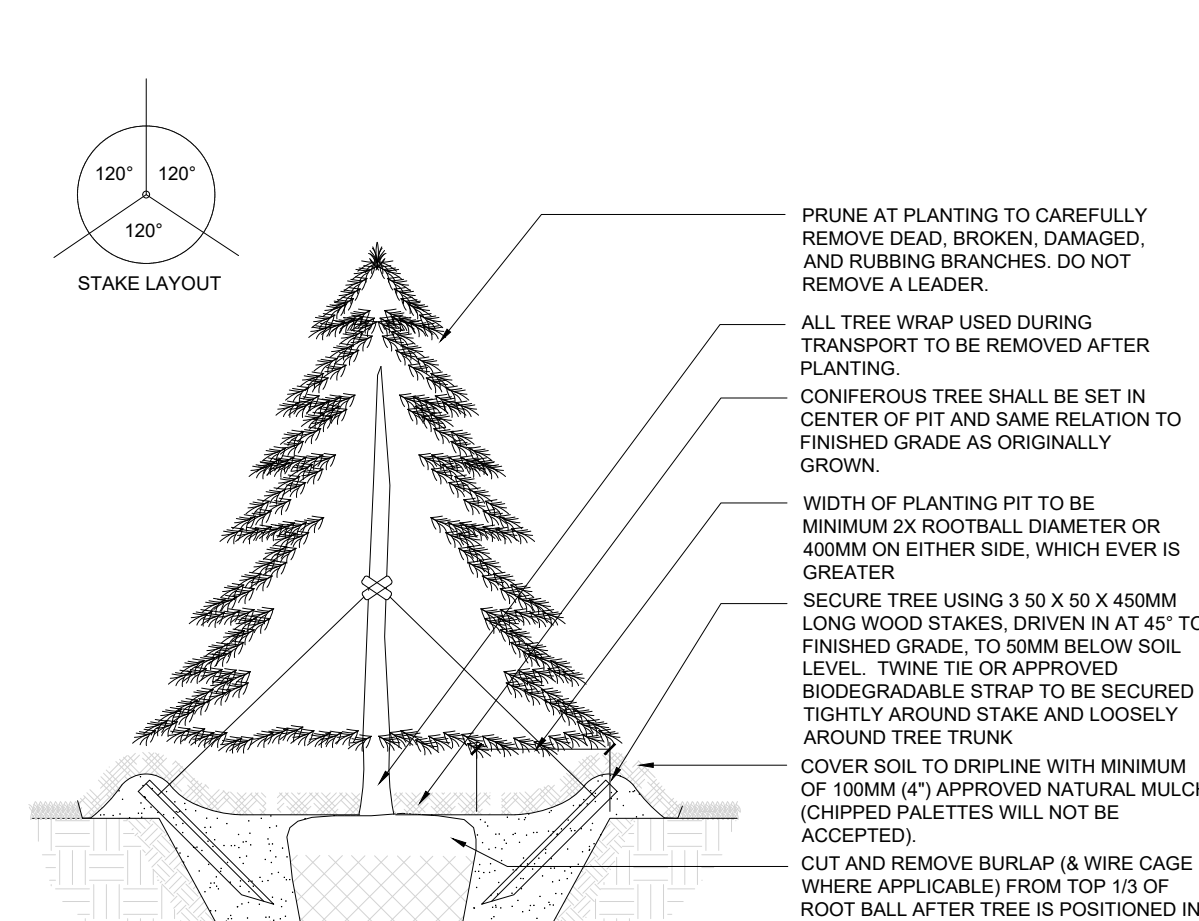 120°
120°
120°
STAKE LAYOUT
PRUNE AT PLANTING TO CAREFULLY
REMOVE DEAD, BROKEN, DAMAGED,
AND RUBBING BRANCHES. DO NOT
REMOVE A LEADER.
ALL TREE WRAP USED DURING
TRANSPORT TO BE REMOVED AFTER
PLANTING.
CONIFEROUS TREE SHALL BE SET IN
CENTER OF PIT AND SAME RELATION TO
FINISHED GRADE AS ORIGINALLY
GROWN.
WIDTH OF PLANTING PIT TO BE
MINIMUM 2X ROOTBALL DIAMETER OR
400MM ON EITHER SIDE, WHICH EVER IS
GREATER
SECURE TREE USING 3 50 X 50 X 450MM
LONG WOOD STAKES, DRIVEN IN AT 45° TO
FINISHED GRADE, TO 50MM BELOW SOIL
LEVEL. TWINE TIE OR APPROVED
BIODEGRADABLE STRAP TO BE SECURED
TIGHTLY AROUND STAKE AND LOOSELY
AROUND TREE TRUNK
COVER SOIL TO DRIPLINE WITH MINIMUM
OF 100MM (4") APPROVED NATURAL MULCH
(CHIPPED PALETTES WILL NOT BE
ACCEPTED).
CUT AND REMOVE BURLAP (& WIRE CAGE
WHERE APPLICABLE) FROM TOP 1/3 OF
ROOT BALL AFTER TREE IS POSITIONED IN